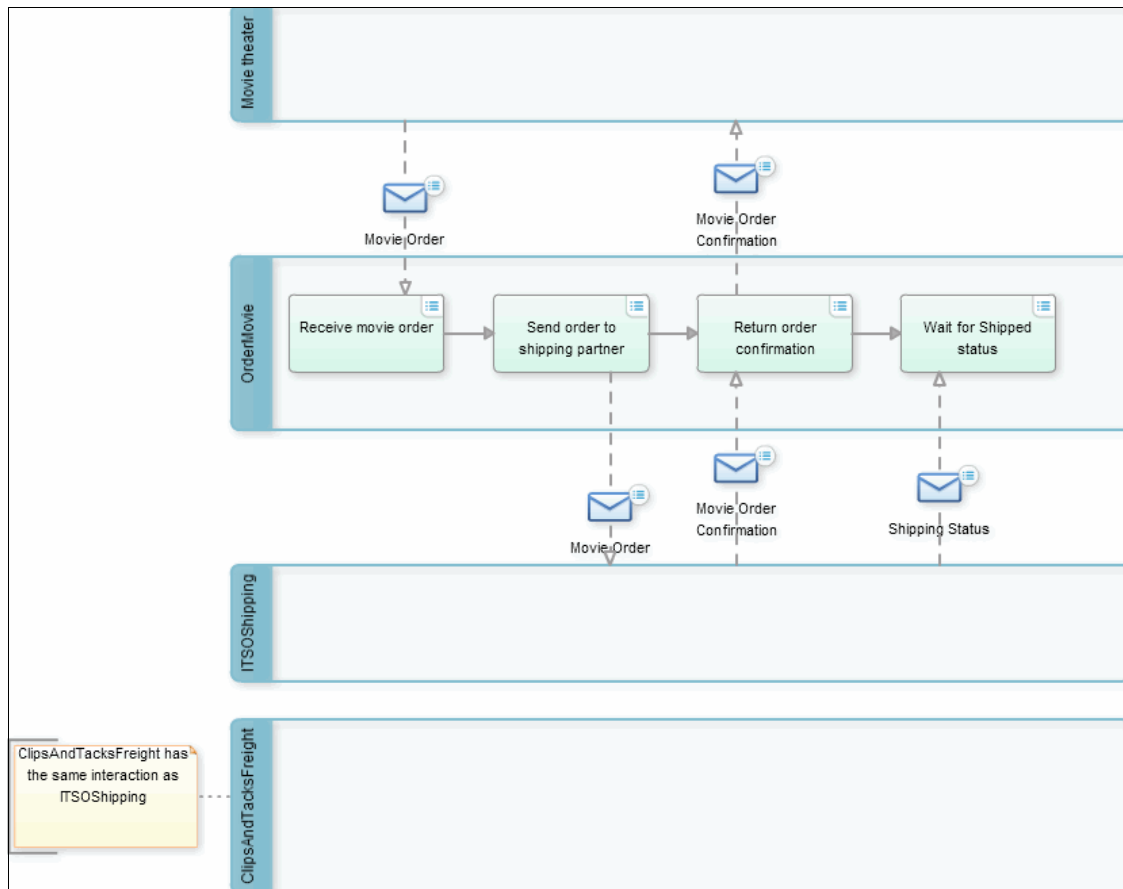 Movie theater
Movie Order
Movie Order
Confirmation
OrderMovie
Receive movie order
Send order to
shipping partner
Return order
confirmation
Wait for Shipped
status
Movie Order
Movie Order
Confirmation
Shipping Status
ITSOShipping
ClipsAndTacksFreight has
the same interaction as
ITSOShipping
ClipsAndTacksFreight